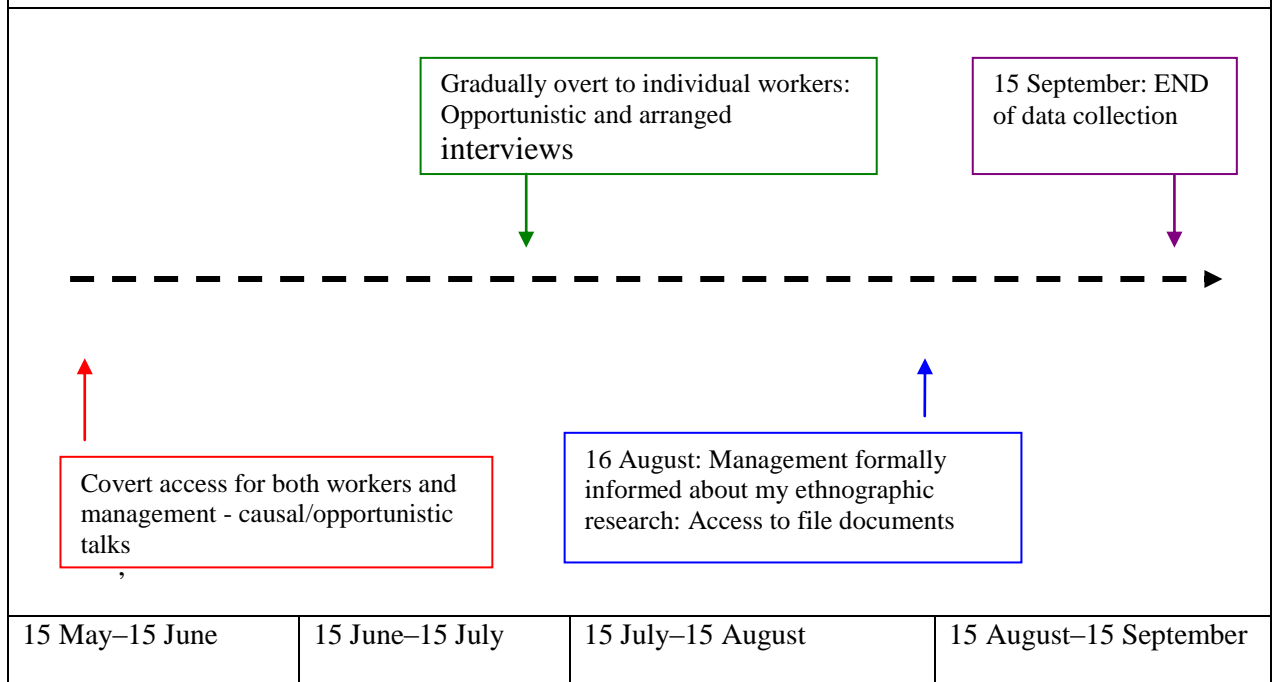 Gradually overt to individual workers:
Opportunistic and arranged
interviews
15 September: END
of data collection
Covert access for both workers and
management - causal/opportunistic
talks
,
16 August: Management formally
informed about my ethnographic
research: Access to file documents
15 May–15 June
15 June–15 July
15 July–15 August
15 August–15 September